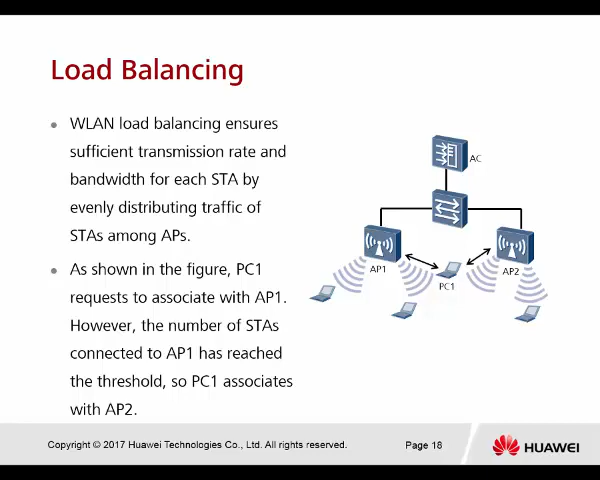 Load Balancing
WLAN load balancing ensures
sufficient transmission rate and
bandwidth for each STA by
evenly distributing traffic of
STAs among APs.
As shown in the figure, PC1
requests to associate with AP1.
However, the number of STAs
connected to AP1 has reached
the threshold, so PC1 associates
with AP2.
AC
AP1
PC1
AP2
Copyright © 2017 Huawei Technologies Co., Ltd. All rights reserved.
Page 18
HUAWEI